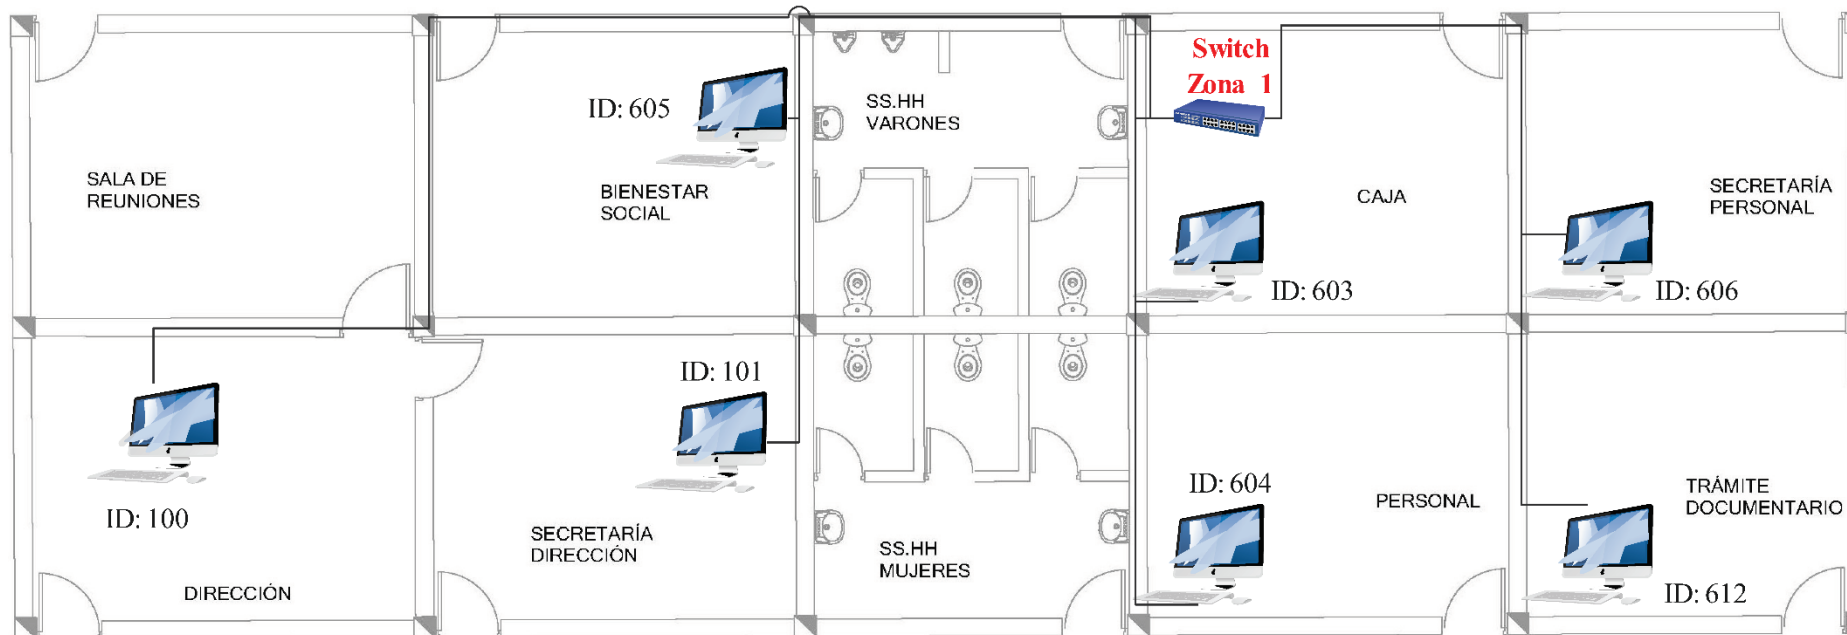 Switch
Zona 1
ID: 605
SS.HH
VARONES
SALA DE
REUNIONES
BIENESTAR
SOCIAL
CAJA
SECRETARÍA
PERSONAL
ID: 603
ID: 606
ID: 101
ID: 100
ID: 604
PERSONAL
TRÁMITE
DOCUMENTARIO
SECRETARÍA
DIRECCIÓN
SS.HH
MUJERES
DIRECCIÓN
ID: 612